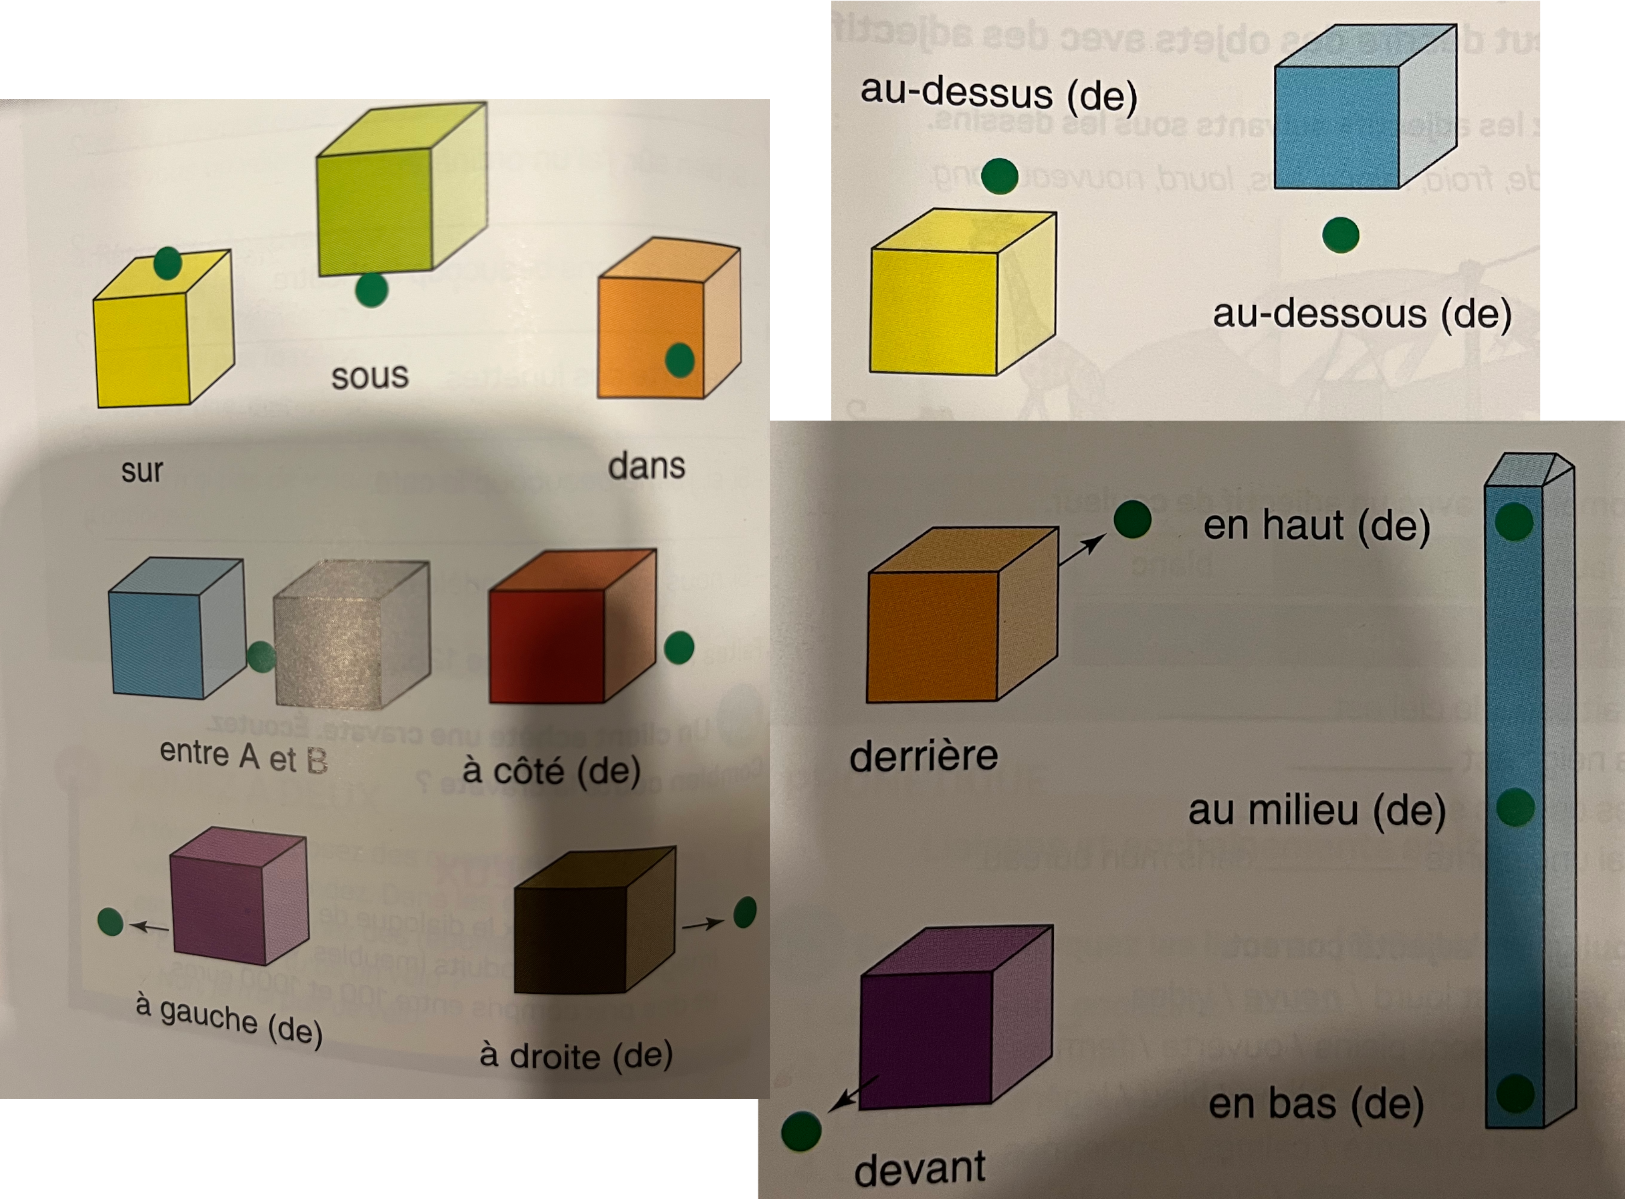 sous
sur
dans
entre A et B
à côté (de)
à gauche (de)
à droite (de)
au-dessus (de)
au-dessous (de)
en haut (de)
derrière
au milieu (de)
en bas (de)
devant